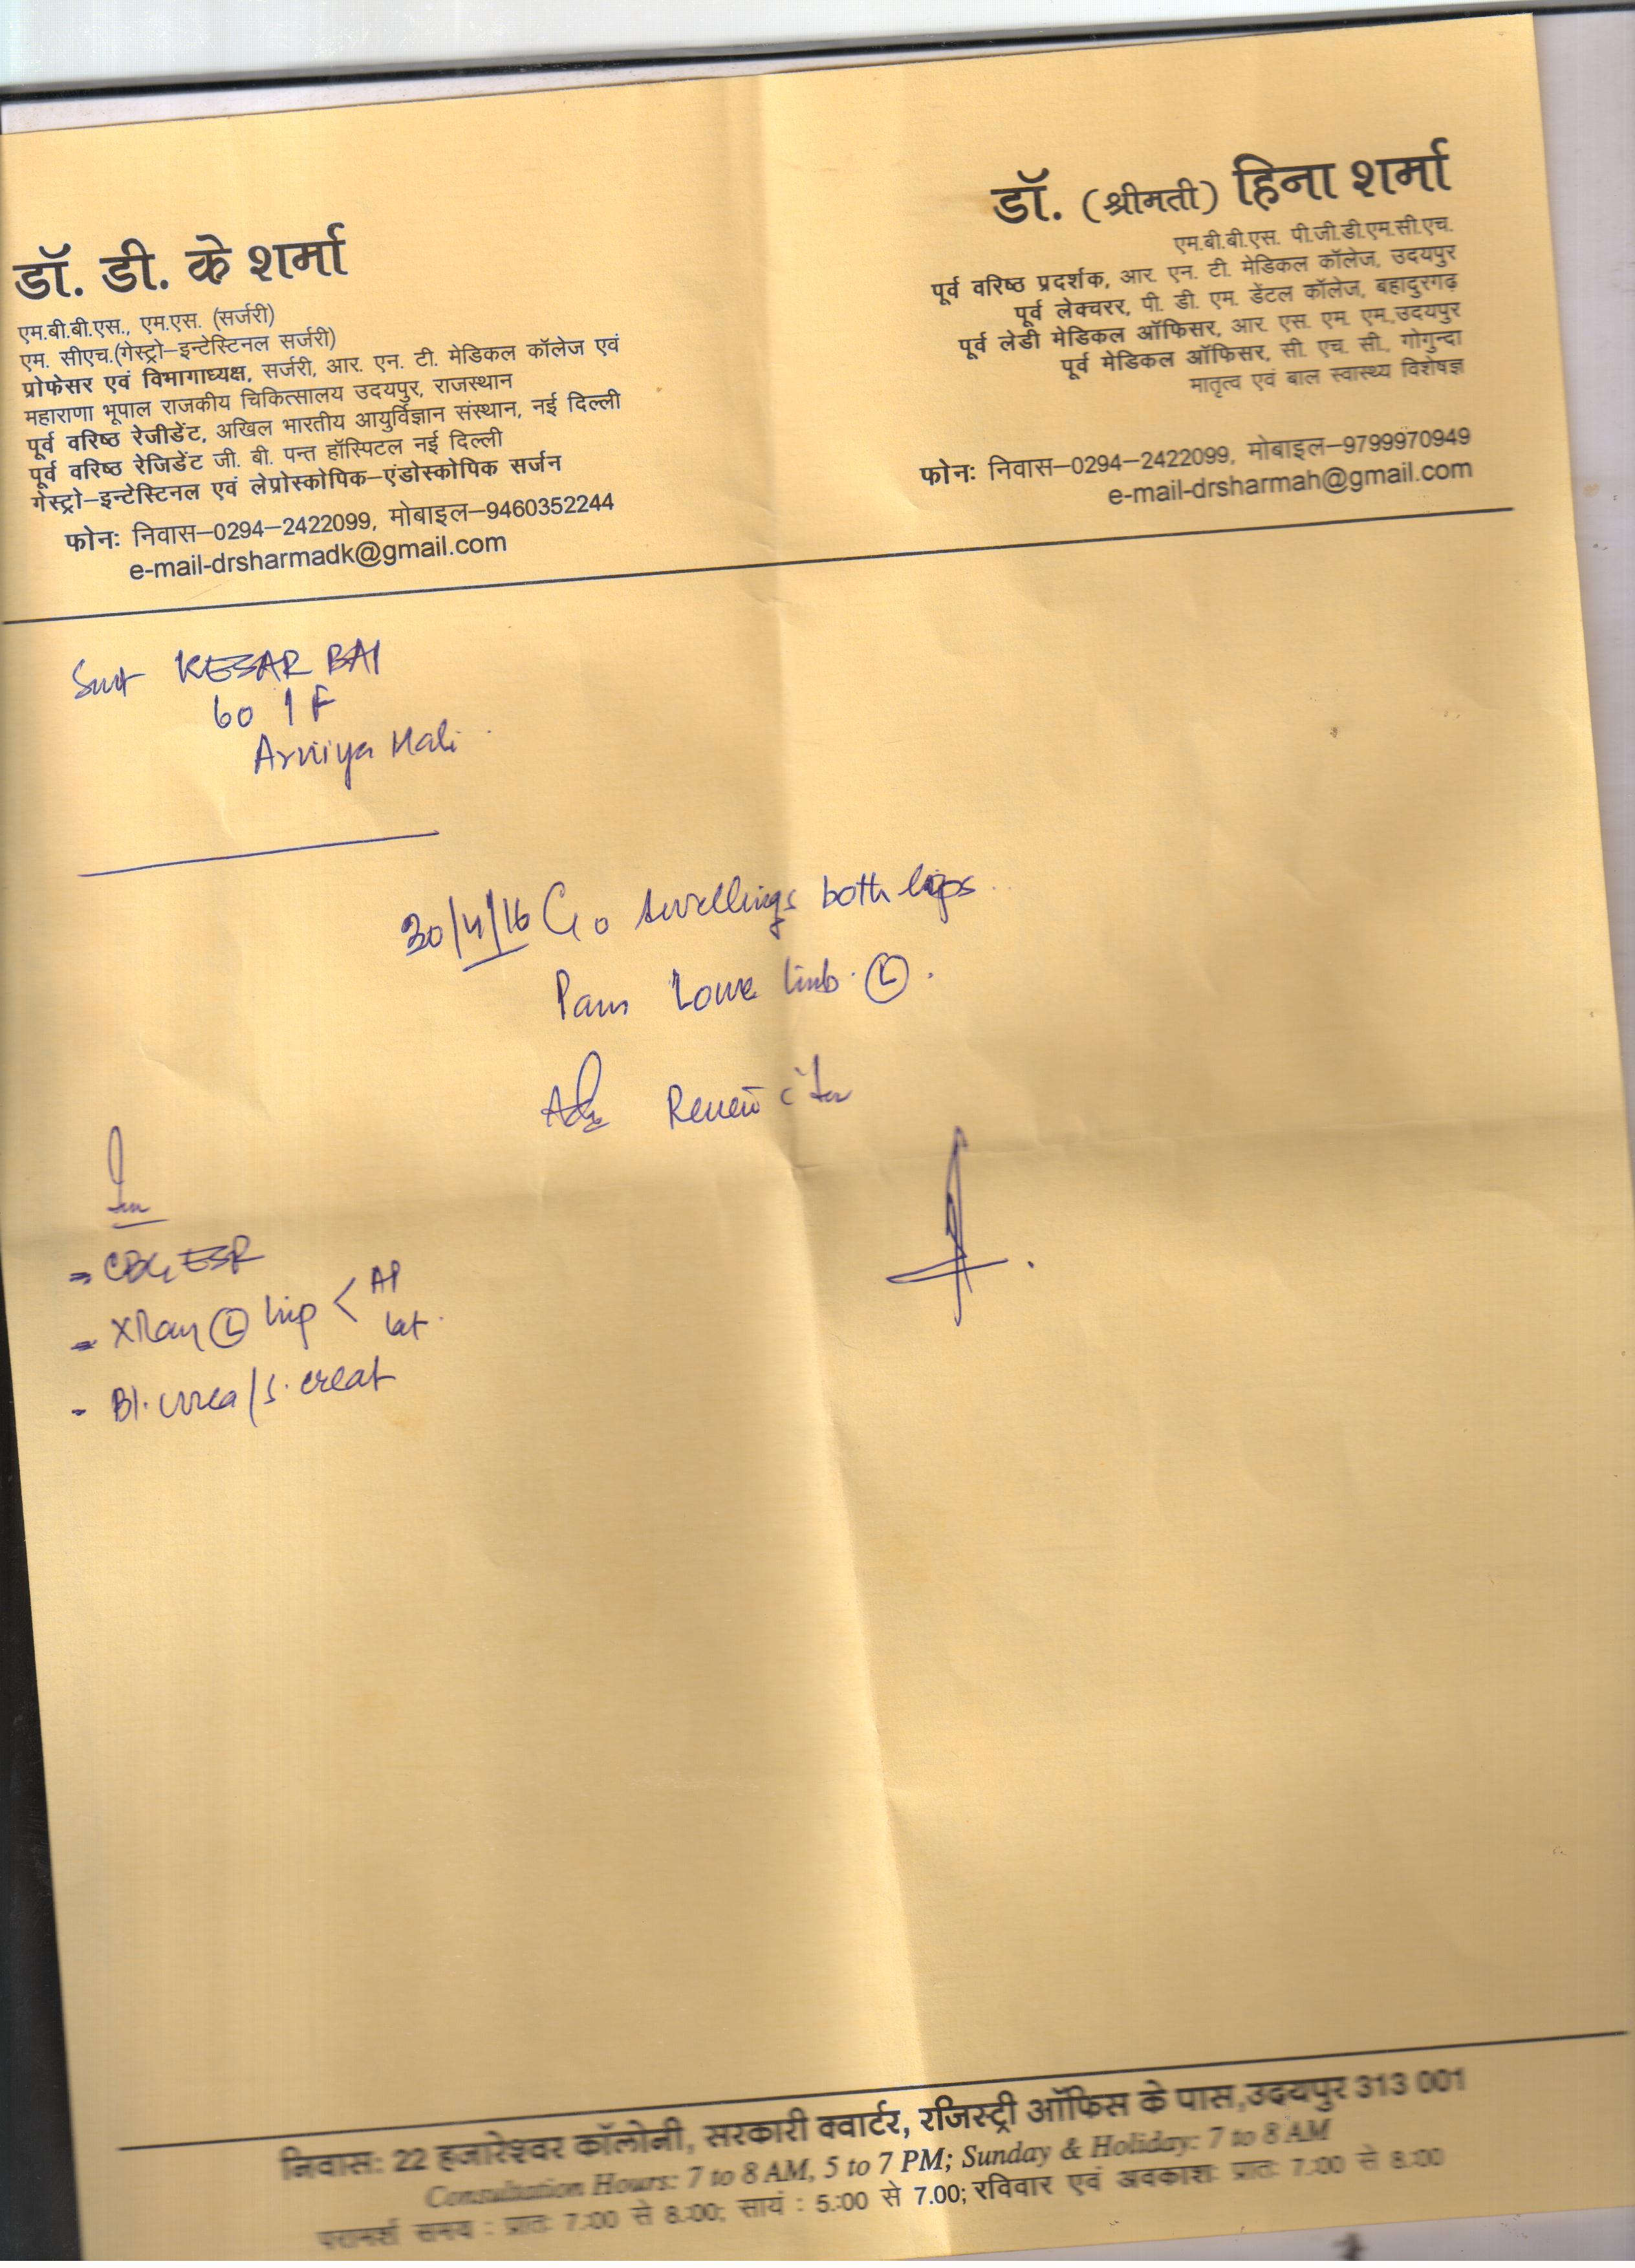 डॉ. डी. के शर्मा
एम.बी.बी.एस., एम.एस. (सर्जरी)
एम. सीएच.(गेस्ट्रो–इन्टेस्टिनल सर्जरी)
प्रोफेसर एवं विभागाध्यक्ष, सर्जरी, आर. एन. टी. मेडिकल कॉलेज एवं
महाराणा भूपाल राजकीय चिकित्सालय उदयपुर, राजस्थान
पूर्व वरिष्ठ रेजीडेंट, अखिल भारतीय आयुर्विज्ञान संस्थान, नई दिल्ली
पूर्व वरिष्ठ रेजिडेंट जी. बी. पन्त हॉस्पिटल नई दिल्ली
गेस्ट्रो–इन्टेस्टिनल एवं लेप्रोस्कोपिक–एंडोस्कोपिक सर्जन
फोनः निवास–0294–2422099, मोबाइल–9460352244
e-mail-drsharmadk@gmail.com
डॉ. (श्रीमती) हिना शर्मा
एम.बी.बी.एस. पी.जी.डी.एम.सी.एच.
पूर्व वरिष्ठ प्रदर्शक, आर. एन. टी. मेडिकल कॉलेज, उदयपुर
पूर्व लेक्चरर, पी. डी. एम. डेंटल कॉलेज, बहादुरगढ़
पूर्व लेडी मेडिकल ऑफिसर, आर. एस. एम. एम.,उदयपुर
पूर्व मेडिकल ऑफिसर, सी. एच. सी., गोगुन्दा
मातृत्व एवं बाल स्वास्थ्य विशेषज्ञ
फोनः निवास–0294–2422099, मोबाइल–9799970949
e-mail-drsharmah@gmail.com
Smt KESAR BAI
60 / F
Arniya Mali
30/4/16 C/o swellings both
Pain Lower limb (L).
Adv Review c Inv
Inv
- CBC, ESR
- XRay (L) hip < AP
lat.
- Bl. urea/S. creat
निवासः 22 हजारेश्वर कॉलोनी, सरकारी क्वार्टर, रजिस्ट्री ऑफिस के पास,उदयपुर 313 001
Consultation Hours: 7 to 8 AM, 5 to 7 PM; Sunday & Holiday: 7 to 8 AM
परामर्श समय : प्रातः 7:00 से 8:00; सायं : 5.:00 से 7.00; रविवार एवं अवकाशः प्रातः 7:00 से 8:00